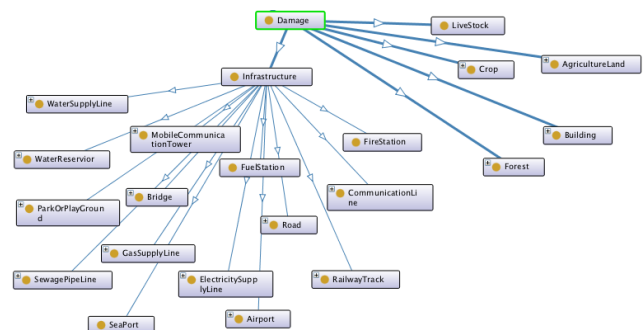 Damage
LiveStock
AgricultureLand
Crop
Infrastructure
WaterSupplyLine
Building
MobileCommunica
tionTower
FireStation
WaterReservior
FuelStation
Forest
Bridge
CommunicationLi
ne
ParkOrPlayGroun
d
Road
GasSupplyLine
SewagePipeLine
ElectricitySupp
lyLine
RailwayTrack
SeaPort
Airport